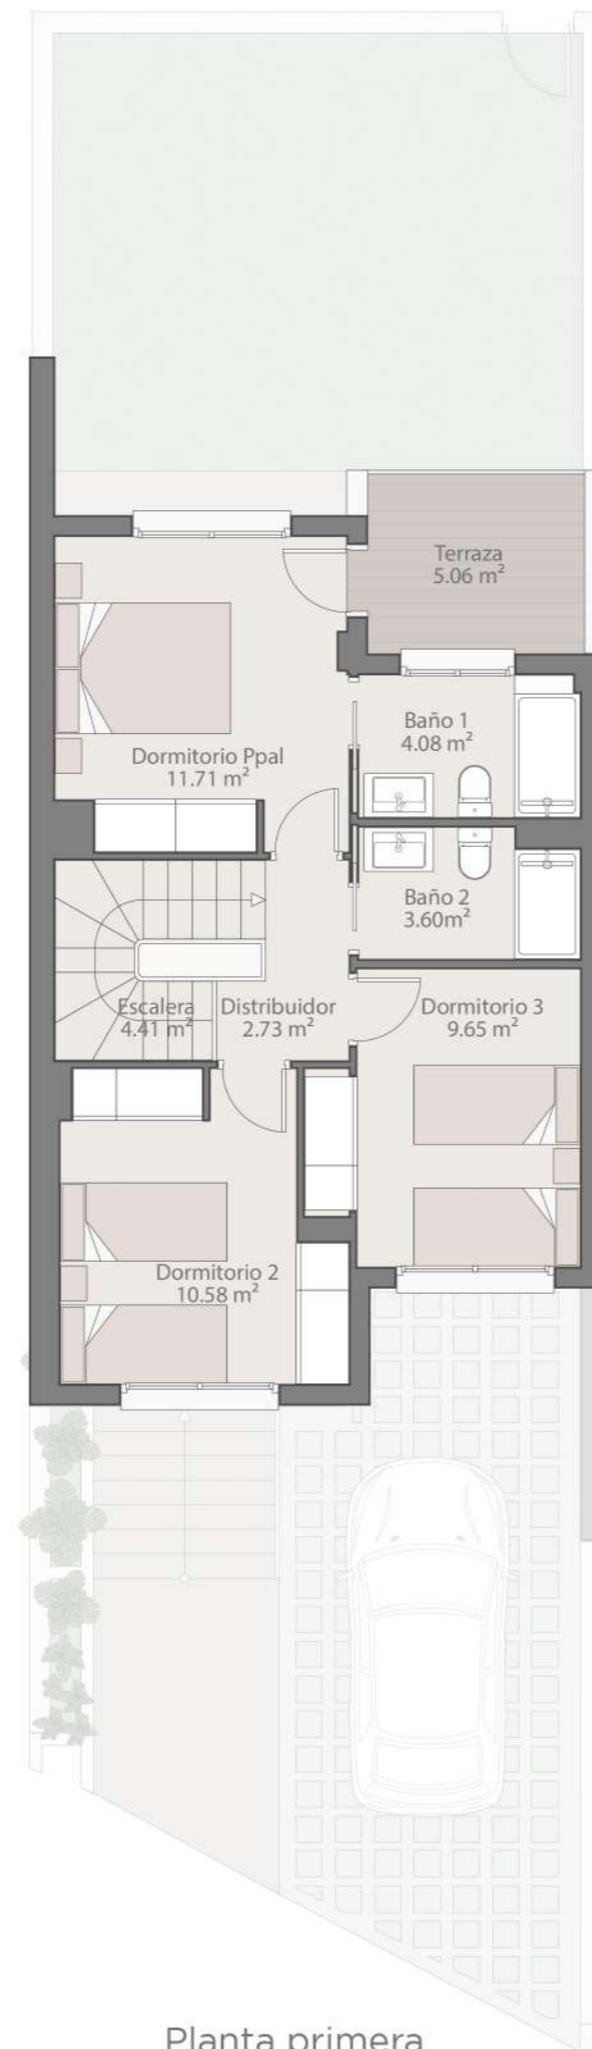 Terraza
5.06 m²
Baño 1
4.08 m²
Dormitorio Ppal
11.71 m²
Baño 2
3.60m²
Escalera
4.41 m²
Distribuidor
2.73 m²
Dormitorio 3
9.65 m²
Dormitorio 2
10.58 m²
Planta primera